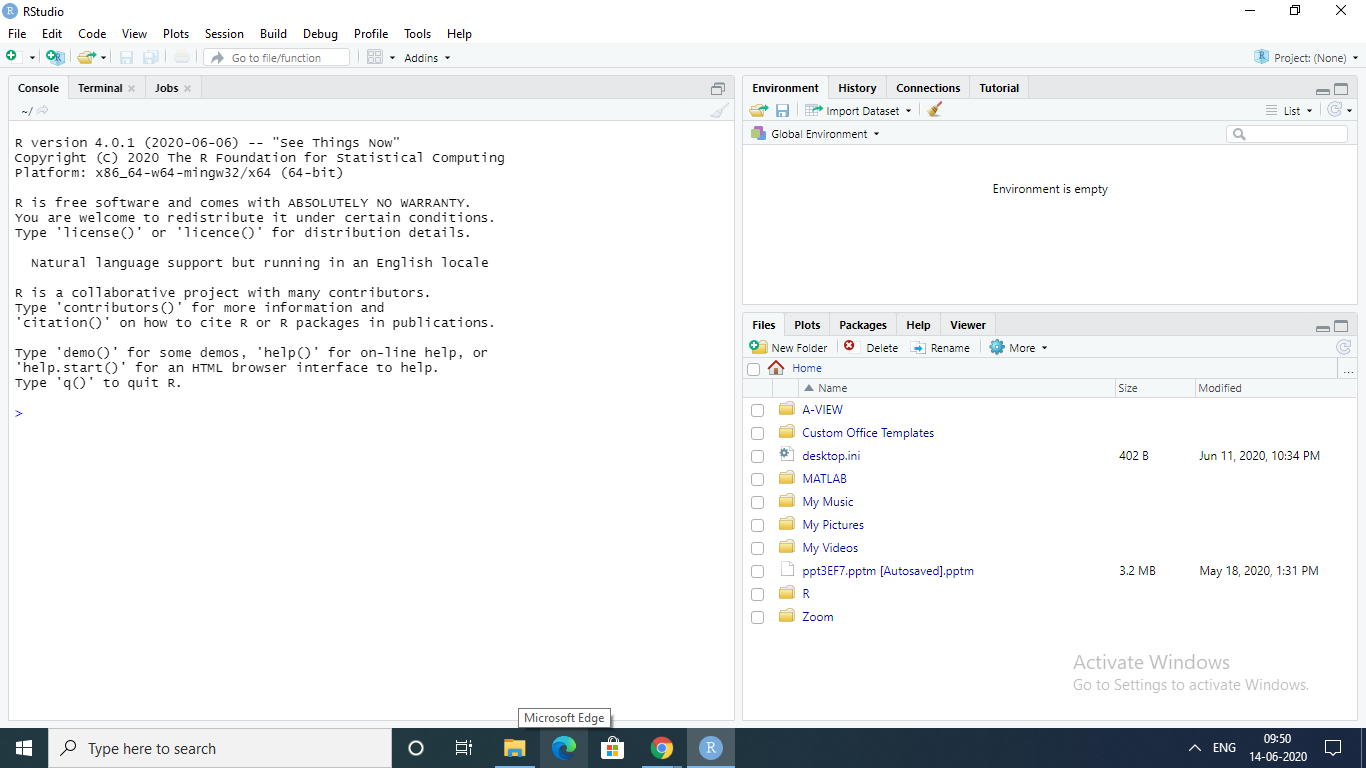 RStudio
File Edit Code View Plots Session Build Debug Profile Tools Help
Go to file/function Addins Project: (None)
Console Terminal Jobs
~/
R version 4.0.1 (2020-06-06) -- "See Things Now"
Copyright (C) 2020 The R Foundation for Statistical Computing
Platform: x86_64-w64-mingw32/x64 (64-bit)
R is free software and comes with ABSOLUTELY NO WARRANTY.
You are welcome to redistribute it under certain conditions.
Type 'license()' or 'licence()' for distribution details.
Natural language support but running in an English locale
R is a collaborative project with many contributors.
Type 'contributors()' for more information and
'citation()' on how to cite R or R packages in publications.
Type 'demo()' for some demos, 'help()' for on-line help, or
'help.start()' for an HTML browser interface to help.
Type 'q()' to quit R.
>
Environment History Connections Tutorial
Import Dataset List
Global Environment
Environment is empty
Files Plots Packages Help Viewer
New Folder Delete Rename More
Home ...
Name Size Modified
A-VIEW
Custom Office Templates
desktop.ini 402 B Jun 11, 2020, 10:34 PM
MATLAB
My Music
My Pictures
My Videos
ppt3EF7.pptm [Autosaved].pptm 3.2 MB May 18, 2020, 1:31 PM
R
Zoom
Activate Windows
Go to Settings to activate Windows.
Microsoft Edge
Type here to search
R
ENG
09:50
14-06-2020